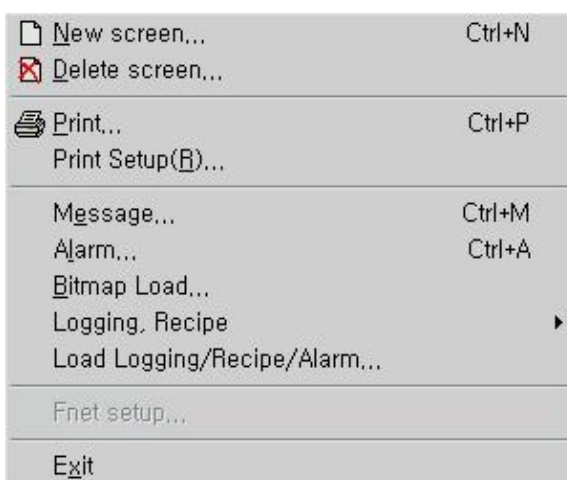 New screen... Ctrl+N
Delete screen...
Print... Ctrl+P
Print Setup(R)...
Message... Ctrl+M
Alarm... Ctrl+A
Bitmap Load...
Logging, Recipe
Load Logging/Recipe/Alarm...
Fnet setup...
Exit